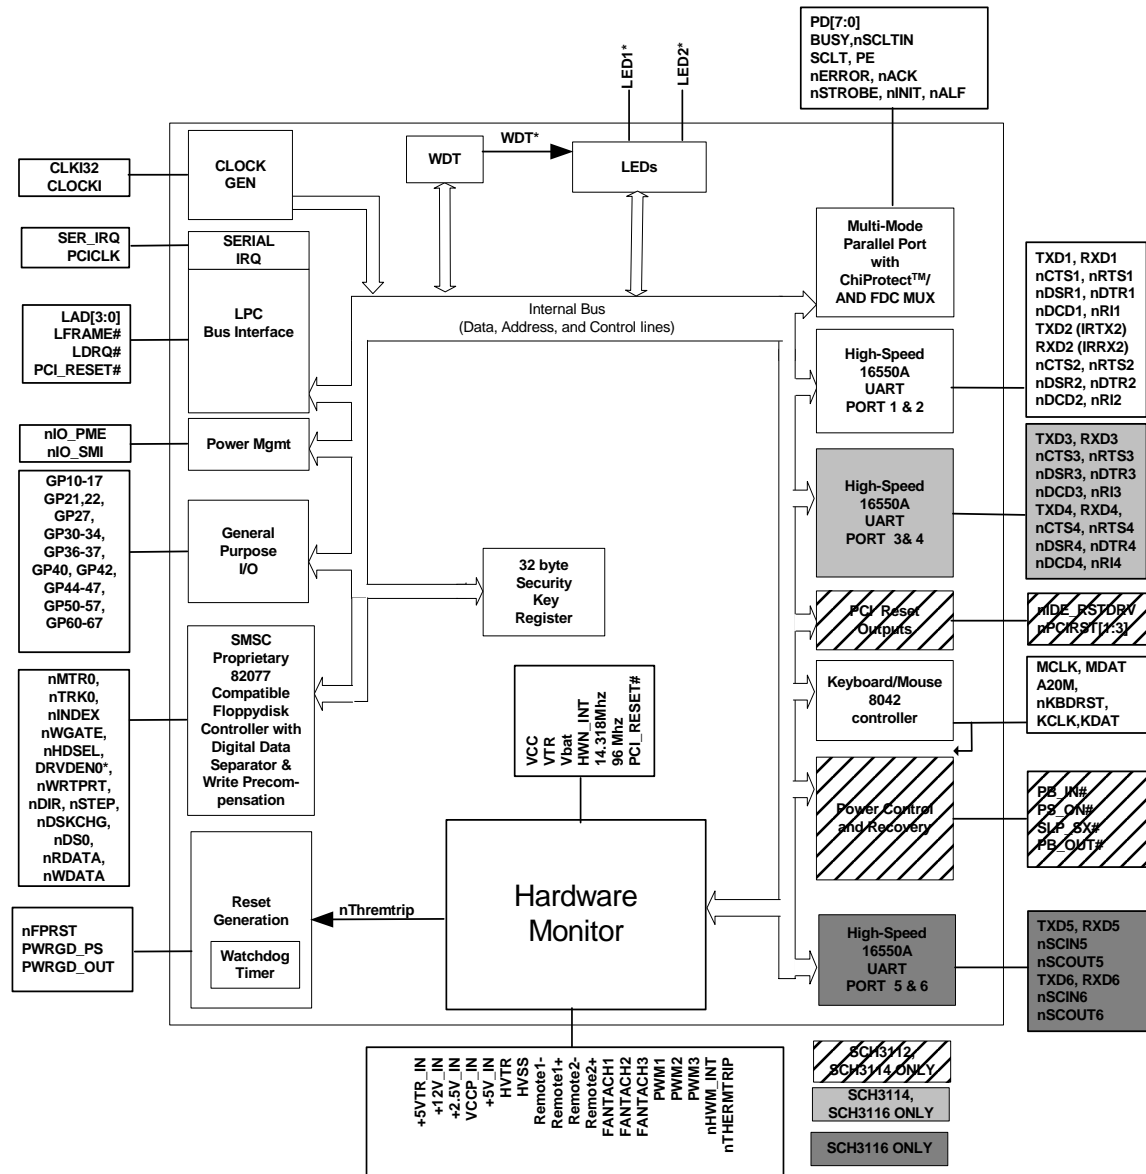 PD[7:0]
BUSY,nSCLTIN
SCLT, PE
nERROR, nACK
nSTROBE, nINIT, nALF
LED1*
LED2*
CLKI32
CLOCKI
CLOCK
GEN
WDT
WDT*
LEDs
SER_IRQ
PCICLK
SERIAL
IRQ
LAD[3:0]
LFRAME#
LDRQ#
PCI_RESET#
LPC
Bus Interface
Internal Bus
(Data, Address, and Control lines)
Multi-Mode
Parallel Port
with
ChiProtect™/
AND FDC MUX
High-Speed
16550A
UART
PORT 1 & 2
TXD1, RXD1
nCTS1, nRTS1
nDSR1, nDTR1
nDCD1, nRI1
TXD2 (IRTX2)
RXD2 (IRRX2)
nCTS2, nRTS2
nDSR2, nDTR2
nDCD2, nRI2
nIO_PME
nIO_SMI
Power Mgmt
High-Speed
16550A
UART
PORT 3& 4
TXD3, RXD3
nCTS3, nRTS3
nDSR3, nDTR3
nDCD3, nRI3
TXD4, RXD4,
nCTS4, nRTS4
nDSR4, nDTR4
nDCD4, nRI4
GP10-17
GP21,22,
GP27,
GP30-34,
GP36-37,
GP40, GP42,
GP44-47,
GP50-57,
GP60-67
General
Purpose
I/O
32 byte
Security
Key
Register
PCI Reset
Outputs
nIDE_RSTDRV
nPCIRST[1:3]
nMTR0,
nTRK0,
nINDEX
nWGATE,
nHDSEL,
DRVDEN0*,
nWRTPRT,
nDIR, nSTEP,
nDSKCHG,
nDS0,
nRDATA,
nWDATA
SMSC
Proprietary
82077
Compatible
Floppydisk
Controller with
Digital Data
Separator &
Write Precom-
pensation
VCC
VTR
Vbat
HWN_INT
14.318Mhz
96 Mhz
PCI_RESET#
Keyboard/Mouse
8042
controller
MCLK, MDAT
A20M,
nKBDRST,
KCLK,KDAT
Power Control
and Recovery
PB_IN#
PS_ON#
SLP_SX#
PB_OUT#
nFPRST
PWRGD_PS
PWRGD_OUT
Reset
Generation
Watchdog
Timer
nThremtrip
Hardware
Monitor
High-Speed
16550A
UART
PORT 5 & 6
TXD5, RXD5
nSCIN5
nSCOUT5
TXD6, RXD6
nSCIN6
nSCOUT6
+5VTR_IN
+12V_IN
+2.5V_IN
VCCP_IN
+5V_IN
HVTR
HVSS
Remote1-
Remote1+
Remote2-
Remote2+
FANTACH1
FANTACH2
FANTACH3
PWM1
PWM2
PWM3
nHWM_INT
nTHERMTRIP
SCH3112,
SCH3114 ONLY
SCH3114,
SCH3116 ONLY
SCH3116 ONLY